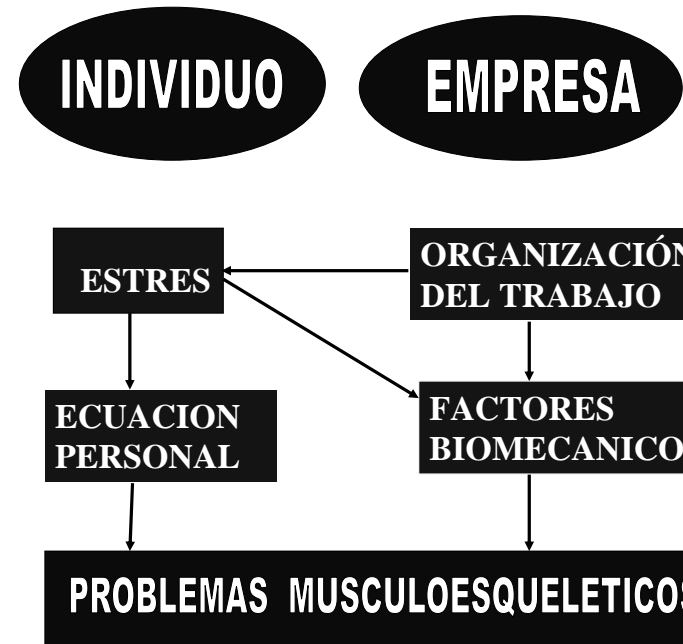 INDIVIDUO
EMPRESA
ESTRES
ORGANIZACIÓN
DEL TRABAJO
ECUACION
PERSONAL
FACTORES
BIOMECANICO
PROBLEMAS MUSCULOESQUELETICOS